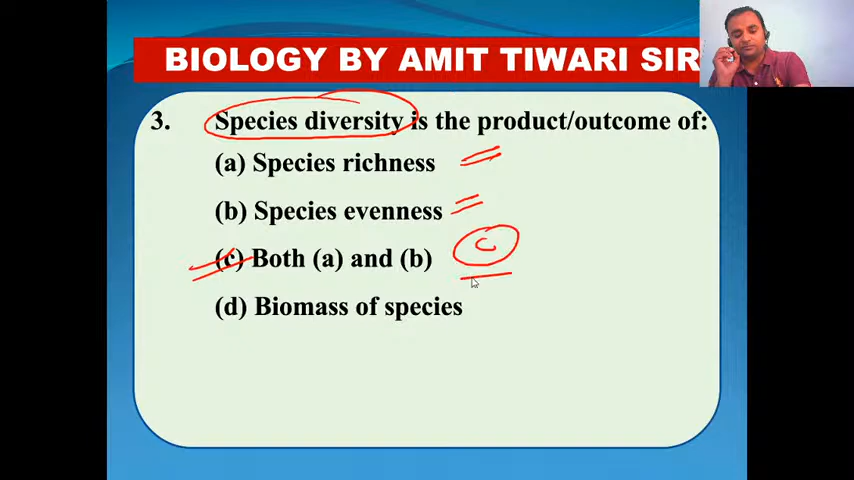 BIOLOGY BY AMIT TIWARI SIR
3. Species diversity is the product/outcome of:
(a) Species richness
(b) Species evenness
(c) Both (a) and (b)
C
(d) Biomass of species